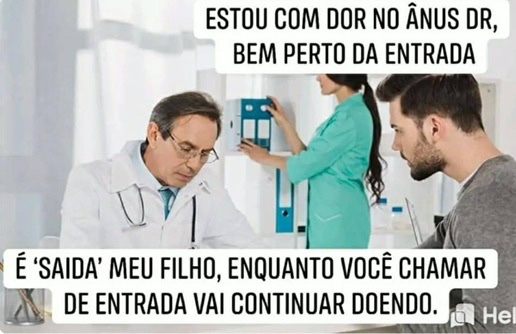 ESTOU COM DOR NO ÂNUS DR,
BEM PERTO DA ENTRADA
É ‘SAIDA’ MEU FILHO, ENQUANTO VOCÊ CHAMAR
DE ENTRADA VAI CONTINUAR DOENDO.
Hel